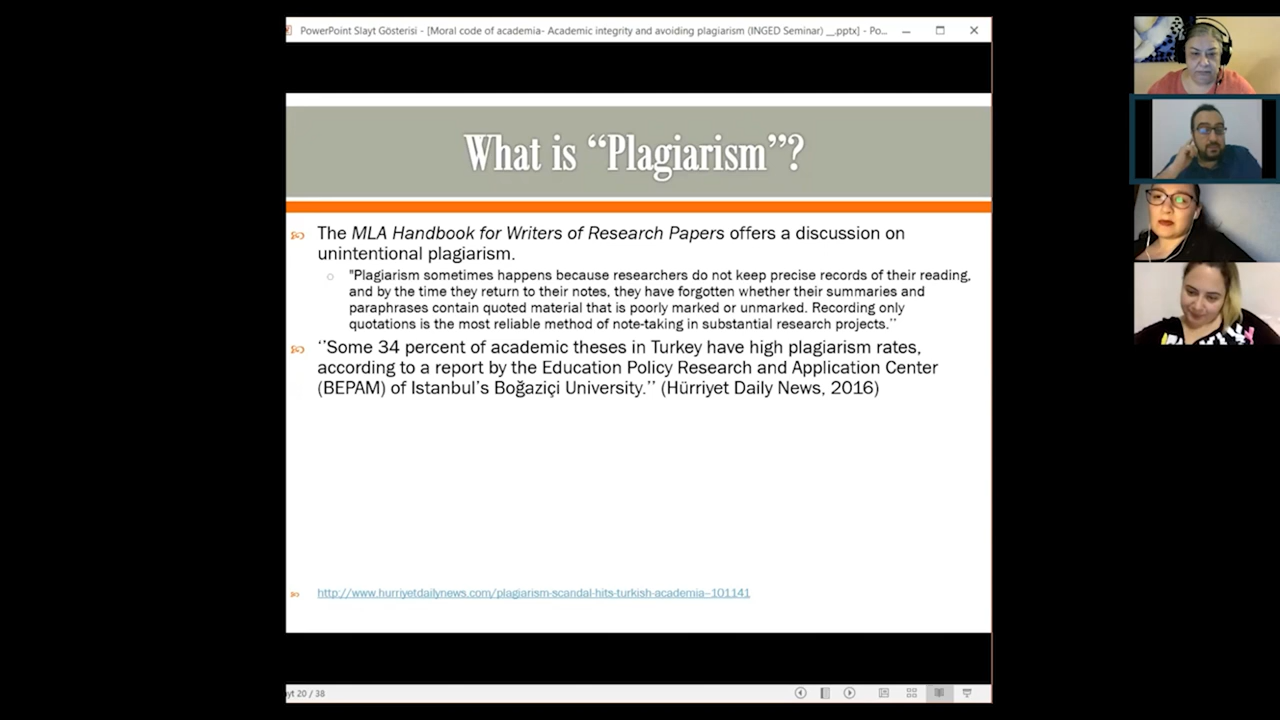 PowerPoint Slayt Gösterisi - [Moral code of academia- Academic integrity and avoiding plagiarism (INGED Seminar) __.pptx] - Po...
What is “Plagiarism”?
The MLA Handbook for Writers of Research Papers offers a discussion on
unintentional plagiarism.
"Plagiarism sometimes happens because researchers do not keep precise records of their reading,
and by the time they return to their notes, they have forgotten whether their summaries and
paraphrases contain quoted material that is poorly marked or unmarked. Recording only
quotations is the most reliable method of note-taking in substantial research projects.’’
‘’Some 34 percent of academic theses in Turkey have high plagiarism rates,
according to a report by the Education Policy Research and Application Center
(BEPAM) of Istanbul’s Boğaziçi University.’’ (Hürriyet Daily News, 2016)
http://www.hurriyetdailynews.com/plagiarism-scandal-hits-turkish-academia--101141
yt 20 / 38